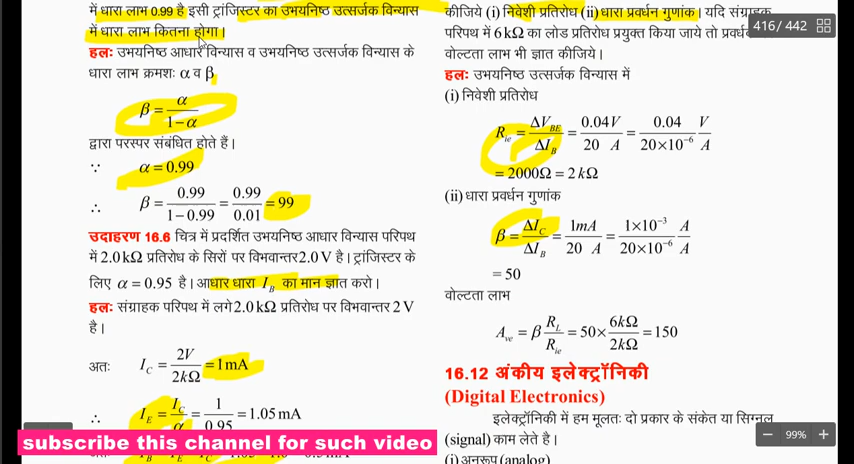 में धारा लाभ 0.99 है इसी ट्रांजिस्टर का उभयनिष्ठ उत्सर्जक विन्यास
में धारा लाभ कितना होगा।
हल: उभयनिष्ठ आधार विन्यास व उभयनिष्ठ उत्सर्जक विन्यास के
धारा लाभ क्रमशः α व β
β = α / 1−α
द्वारा परस्पर संबंधित होते हैं।
∵ α = 0.99
∴ β = 0.99 / 1−0.99 = 0.99 / 0.01 = 99
उदाहरण 16.6 चित्र में प्रदर्शित उभयनिष्ठ आधार विन्यास परिपथ
में 2.0 kΩ प्रतिरोध के सिरों पर विभवान्तर 2.0 V है। ट्रांजिस्टर के
लिए α = 0.95 है। आधार धारा I_B का मान ज्ञात करो।
हल: संग्राहक परिपथ में लगे 2.0 kΩ प्रतिरोध पर विभवान्तर 2 V
है।
अतः I_C = 2V / 2kΩ = 1 mA
∴ I_E = I_C / α = 1 / 0.95 = 1.05 mA
कीजिये (i) निवेशी प्रतिरोध (ii) धारा प्रवर्धन गुणांक। यदि संग्राहक
परिपथ में 6 kΩ का लोड प्रतिरोध प्रयुक्त किया जाये तो
वोल्टता लाभ भी ज्ञात कीजिये।
हल: उभयनिष्ठ उत्सर्जक विन्यास में
(i) निवेशी प्रतिरोध
R_ie = ΔV_BE / ΔI_B = 0.04V / 20 A = 0.04 / 20×10⁻⁶ V/A
= 2000Ω = 2 kΩ
(ii) धारा प्रवर्धन गुणांक
β = ΔI_C / ΔI_B = 1mA / 20 A = 1×10⁻³ / 20×10⁻⁶ A/A
= 50
वोल्टता लाभ
A_ve = β R_L / R_ie = 50 × 6kΩ / 2kΩ = 150
16.12 अंकीय इलेक्ट्रॉनिकी
(Digital Electronics)
इलेक्ट्रॉनिकी में हम मूलतः दो प्रकार के संकेत या सिग्नल
(signal) काम लेते है।
(i) अनुरूप (analog)
416 / 442
99%
subscribe this channel for such video